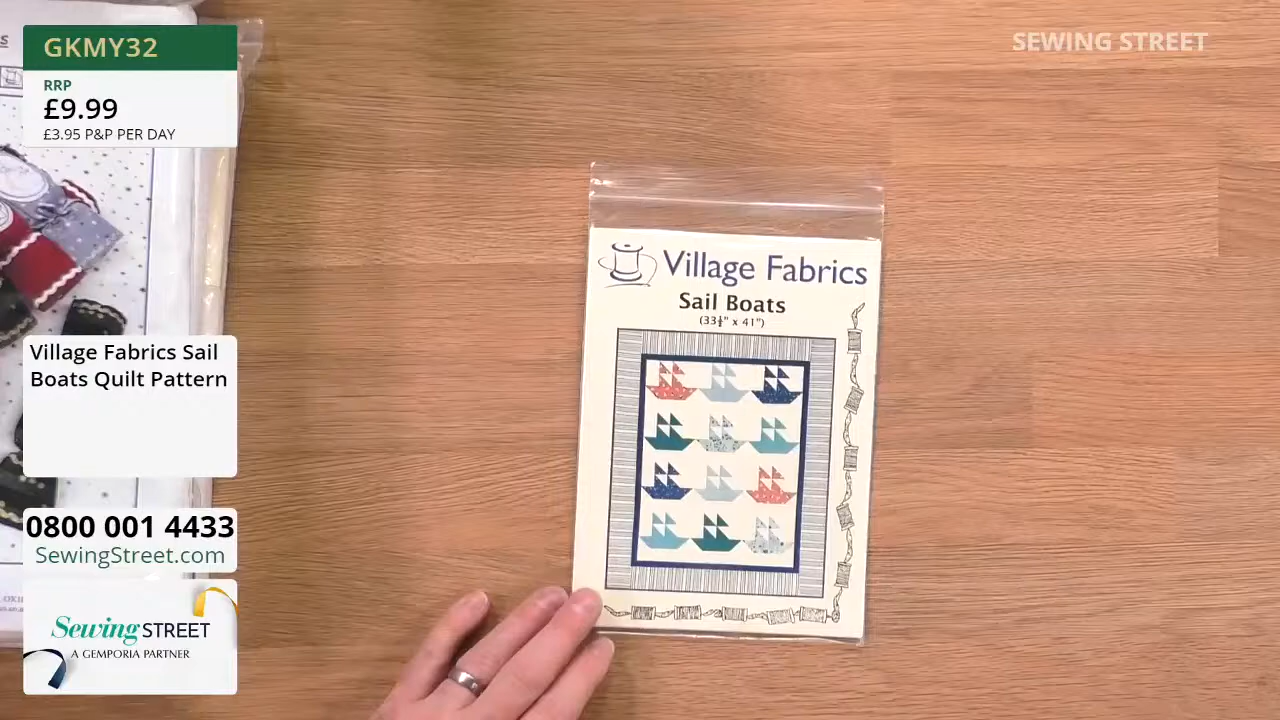 GKMY32
RRP
£9.99
£3.95 P&P PER DAY
SEWING STREET
Village Fabrics
Sail Boats
(33½" x 41")
Village Fabrics Sail
Boats Quilt Pattern
0800 001 4433
SewingStreet.com
Sewing STREET
A GEMPORIA PARTNER